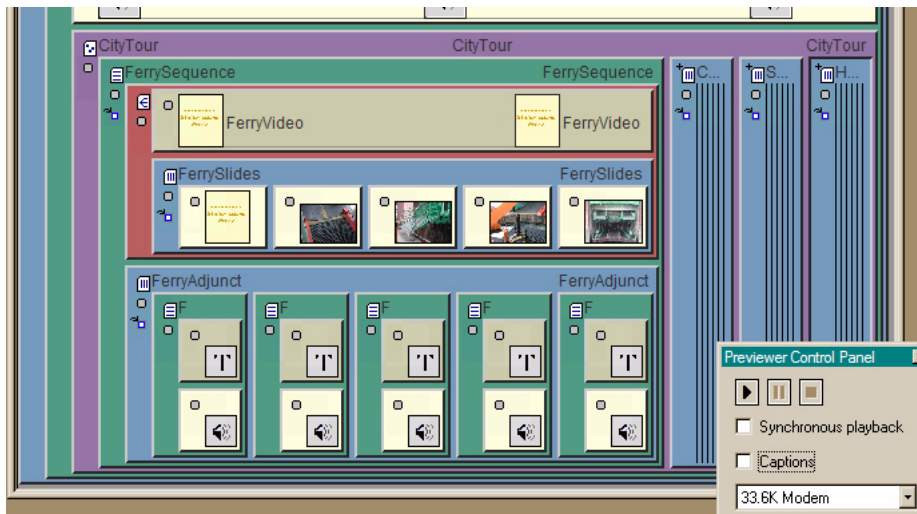 CityTour CityTour CityTour
FerrySequence FerrySequence C... S... H...
FerryVideo FerryVideo
FerrySlides FerrySlides
FerryAdjunct FerryAdjunct
F F F F F
T T T T T
Previewer Control Panel
Synchronous playback
Captions
33.6K Modem